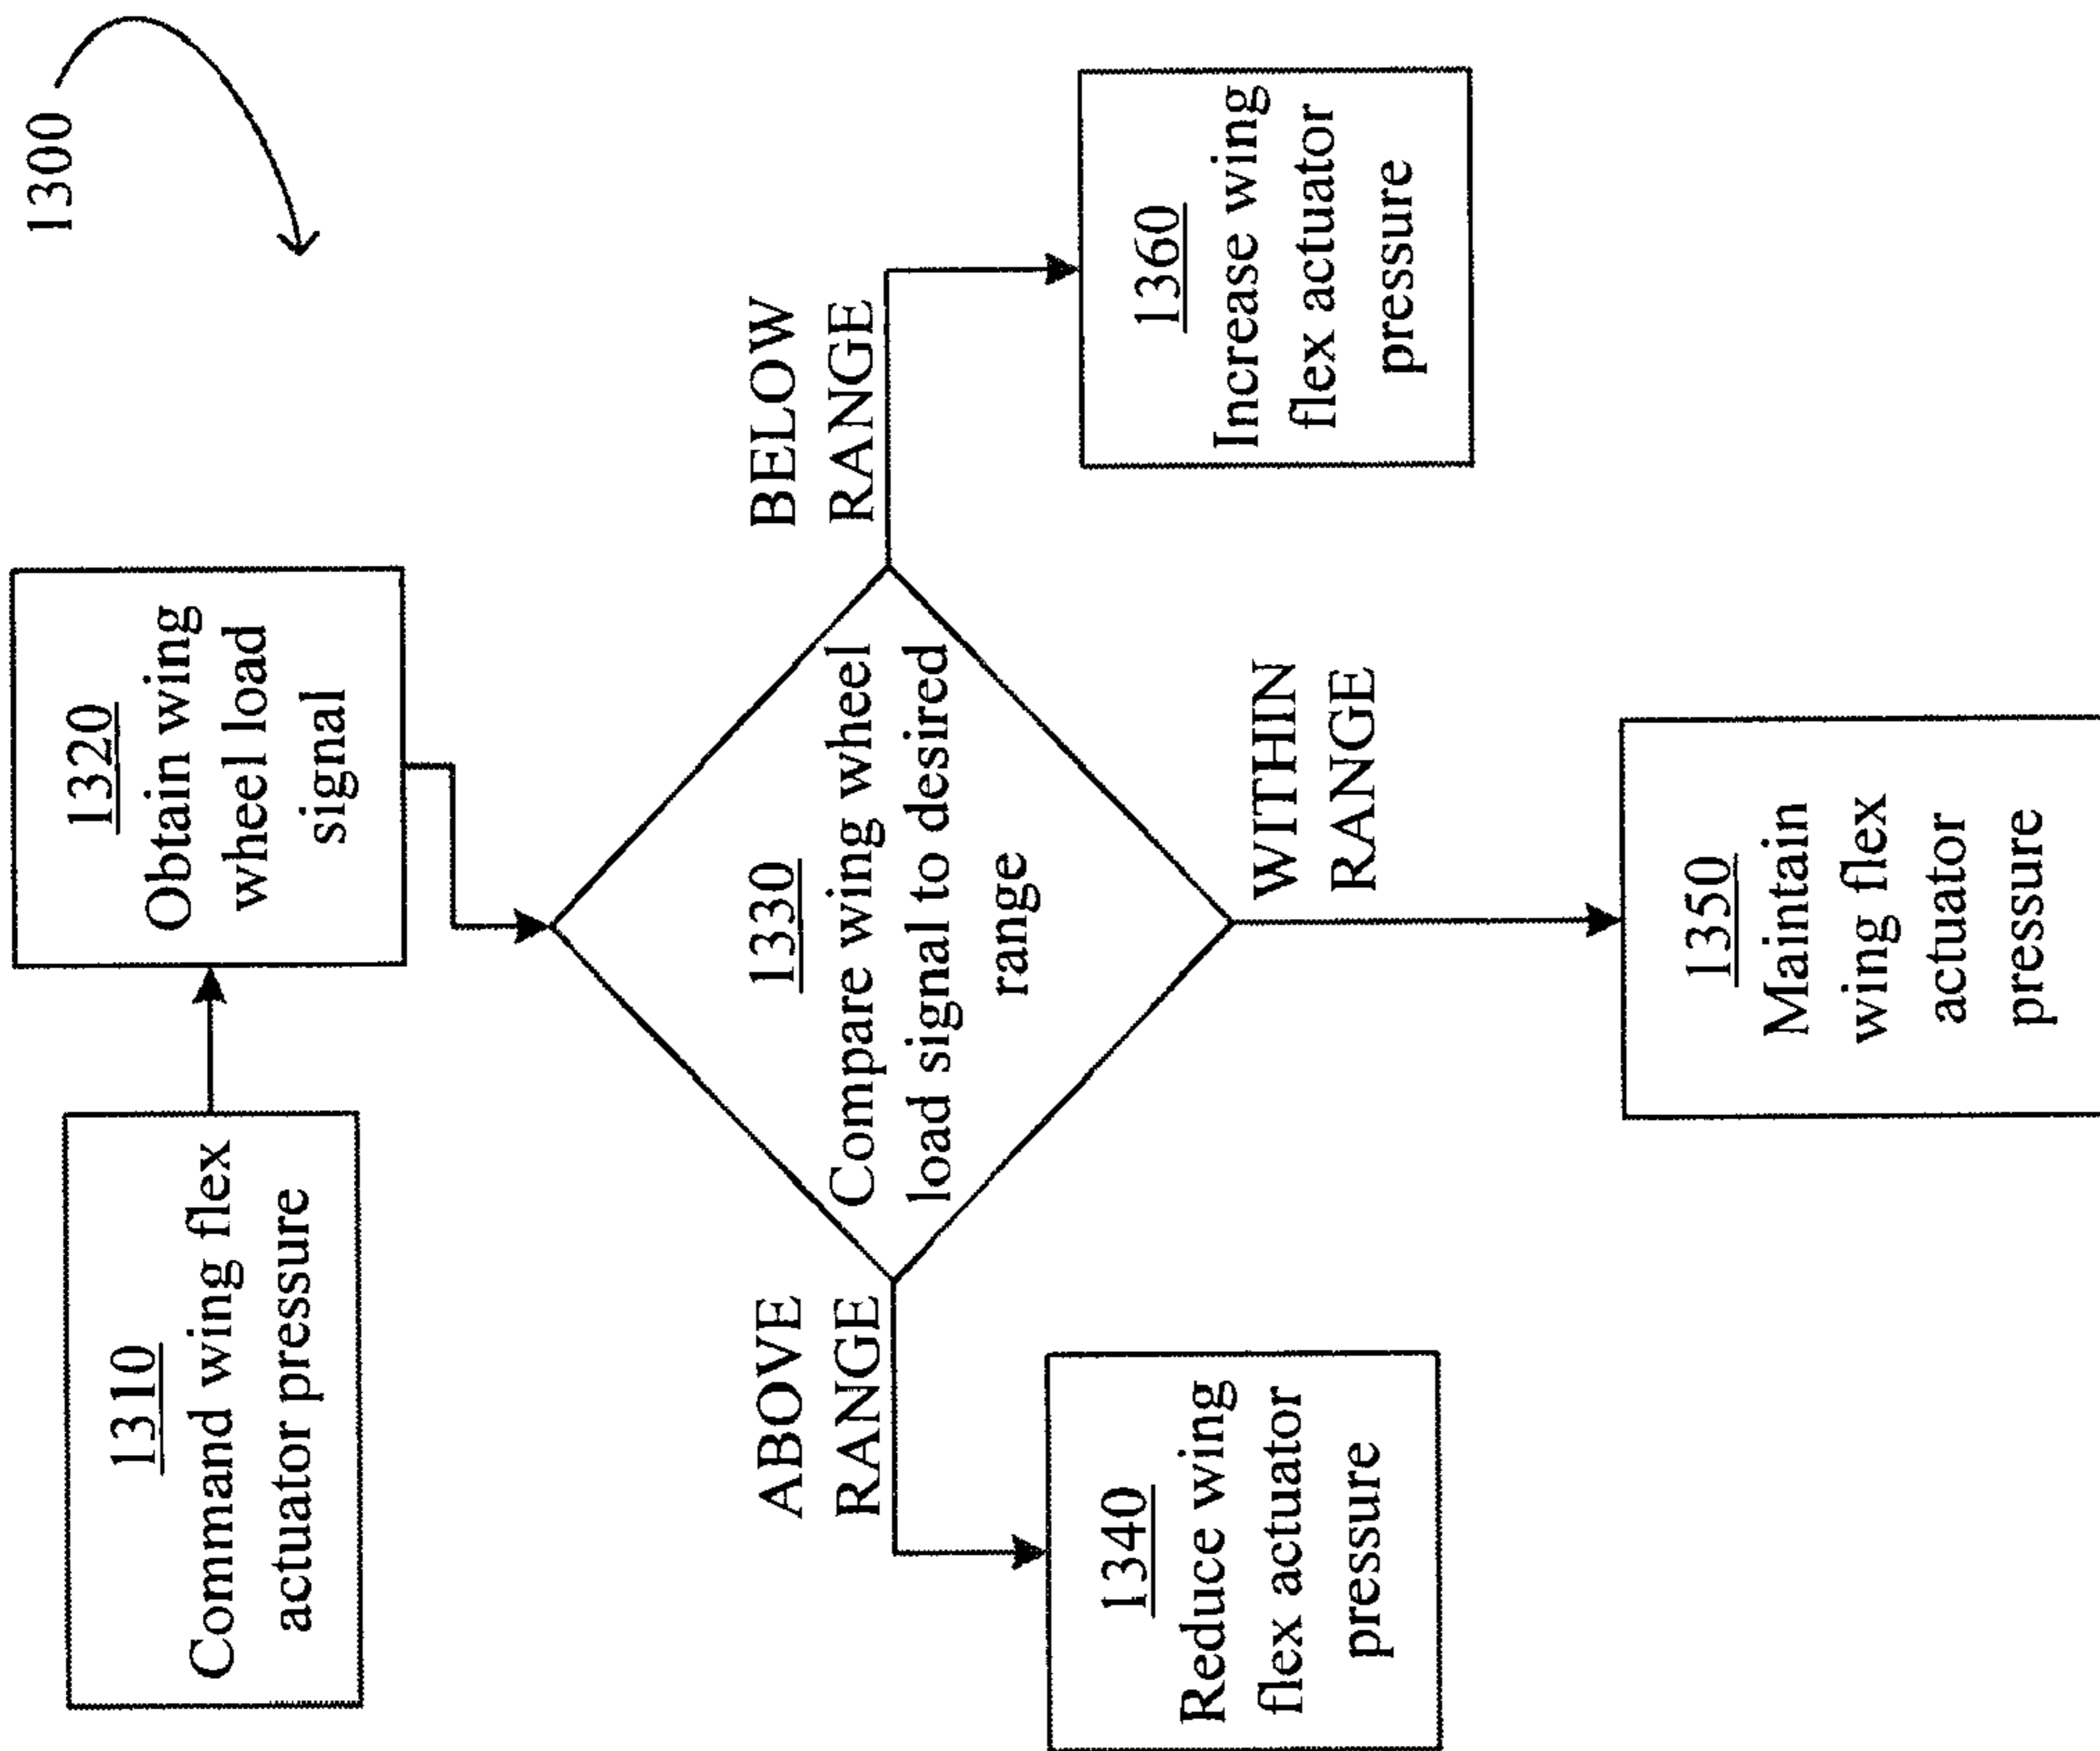 1300
1310
Command wing flex
actuator pressure
1320
Obtain wing
wheel load
signal
1330
Compare wing wheel
load signal to desired
range
ABOVE
RANGE
BELOW
RANGE
WITHIN
RANGE
1340
Reduce wing
flex actuator
pressure
1350
Maintain
wing flex
actuator
pressure
1360
Increase wing
flex actuator
pressure